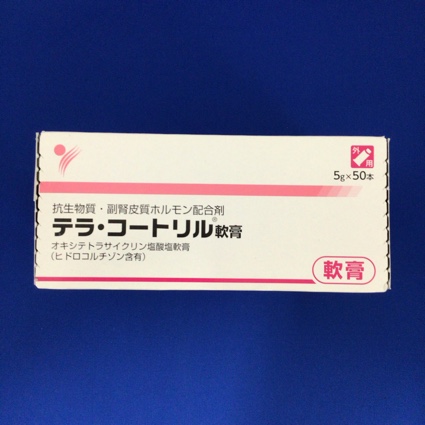 外用
5g×50本
抗生物質・副腎皮質ホルモン配合剤
テラ・コートリル®軟膏
オキシテトラサイクリン塩酸塩軟膏
(ヒドロコルチゾン含有)
軟膏